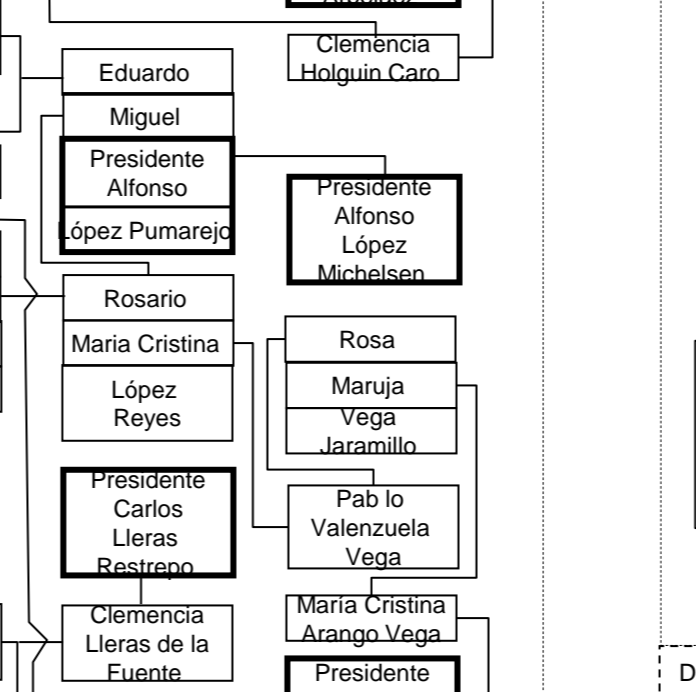 Clemencia
Holguin Caro
Eduardo
Miguel
Presidente
Alfonso
López Pumarejo
Presidente
Alfonso
López
Michelsen
Rosario
Maria Cristina
López
Reyes
Rosa
Maruja
Vega
Jaramillo
Presidente
Carlos
Lleras
Restrepo
Pab lo
Valenzuela
Vega
Clemencia
Lleras de la
Fuente
María Cristina
Arango Vega
Presidente
D